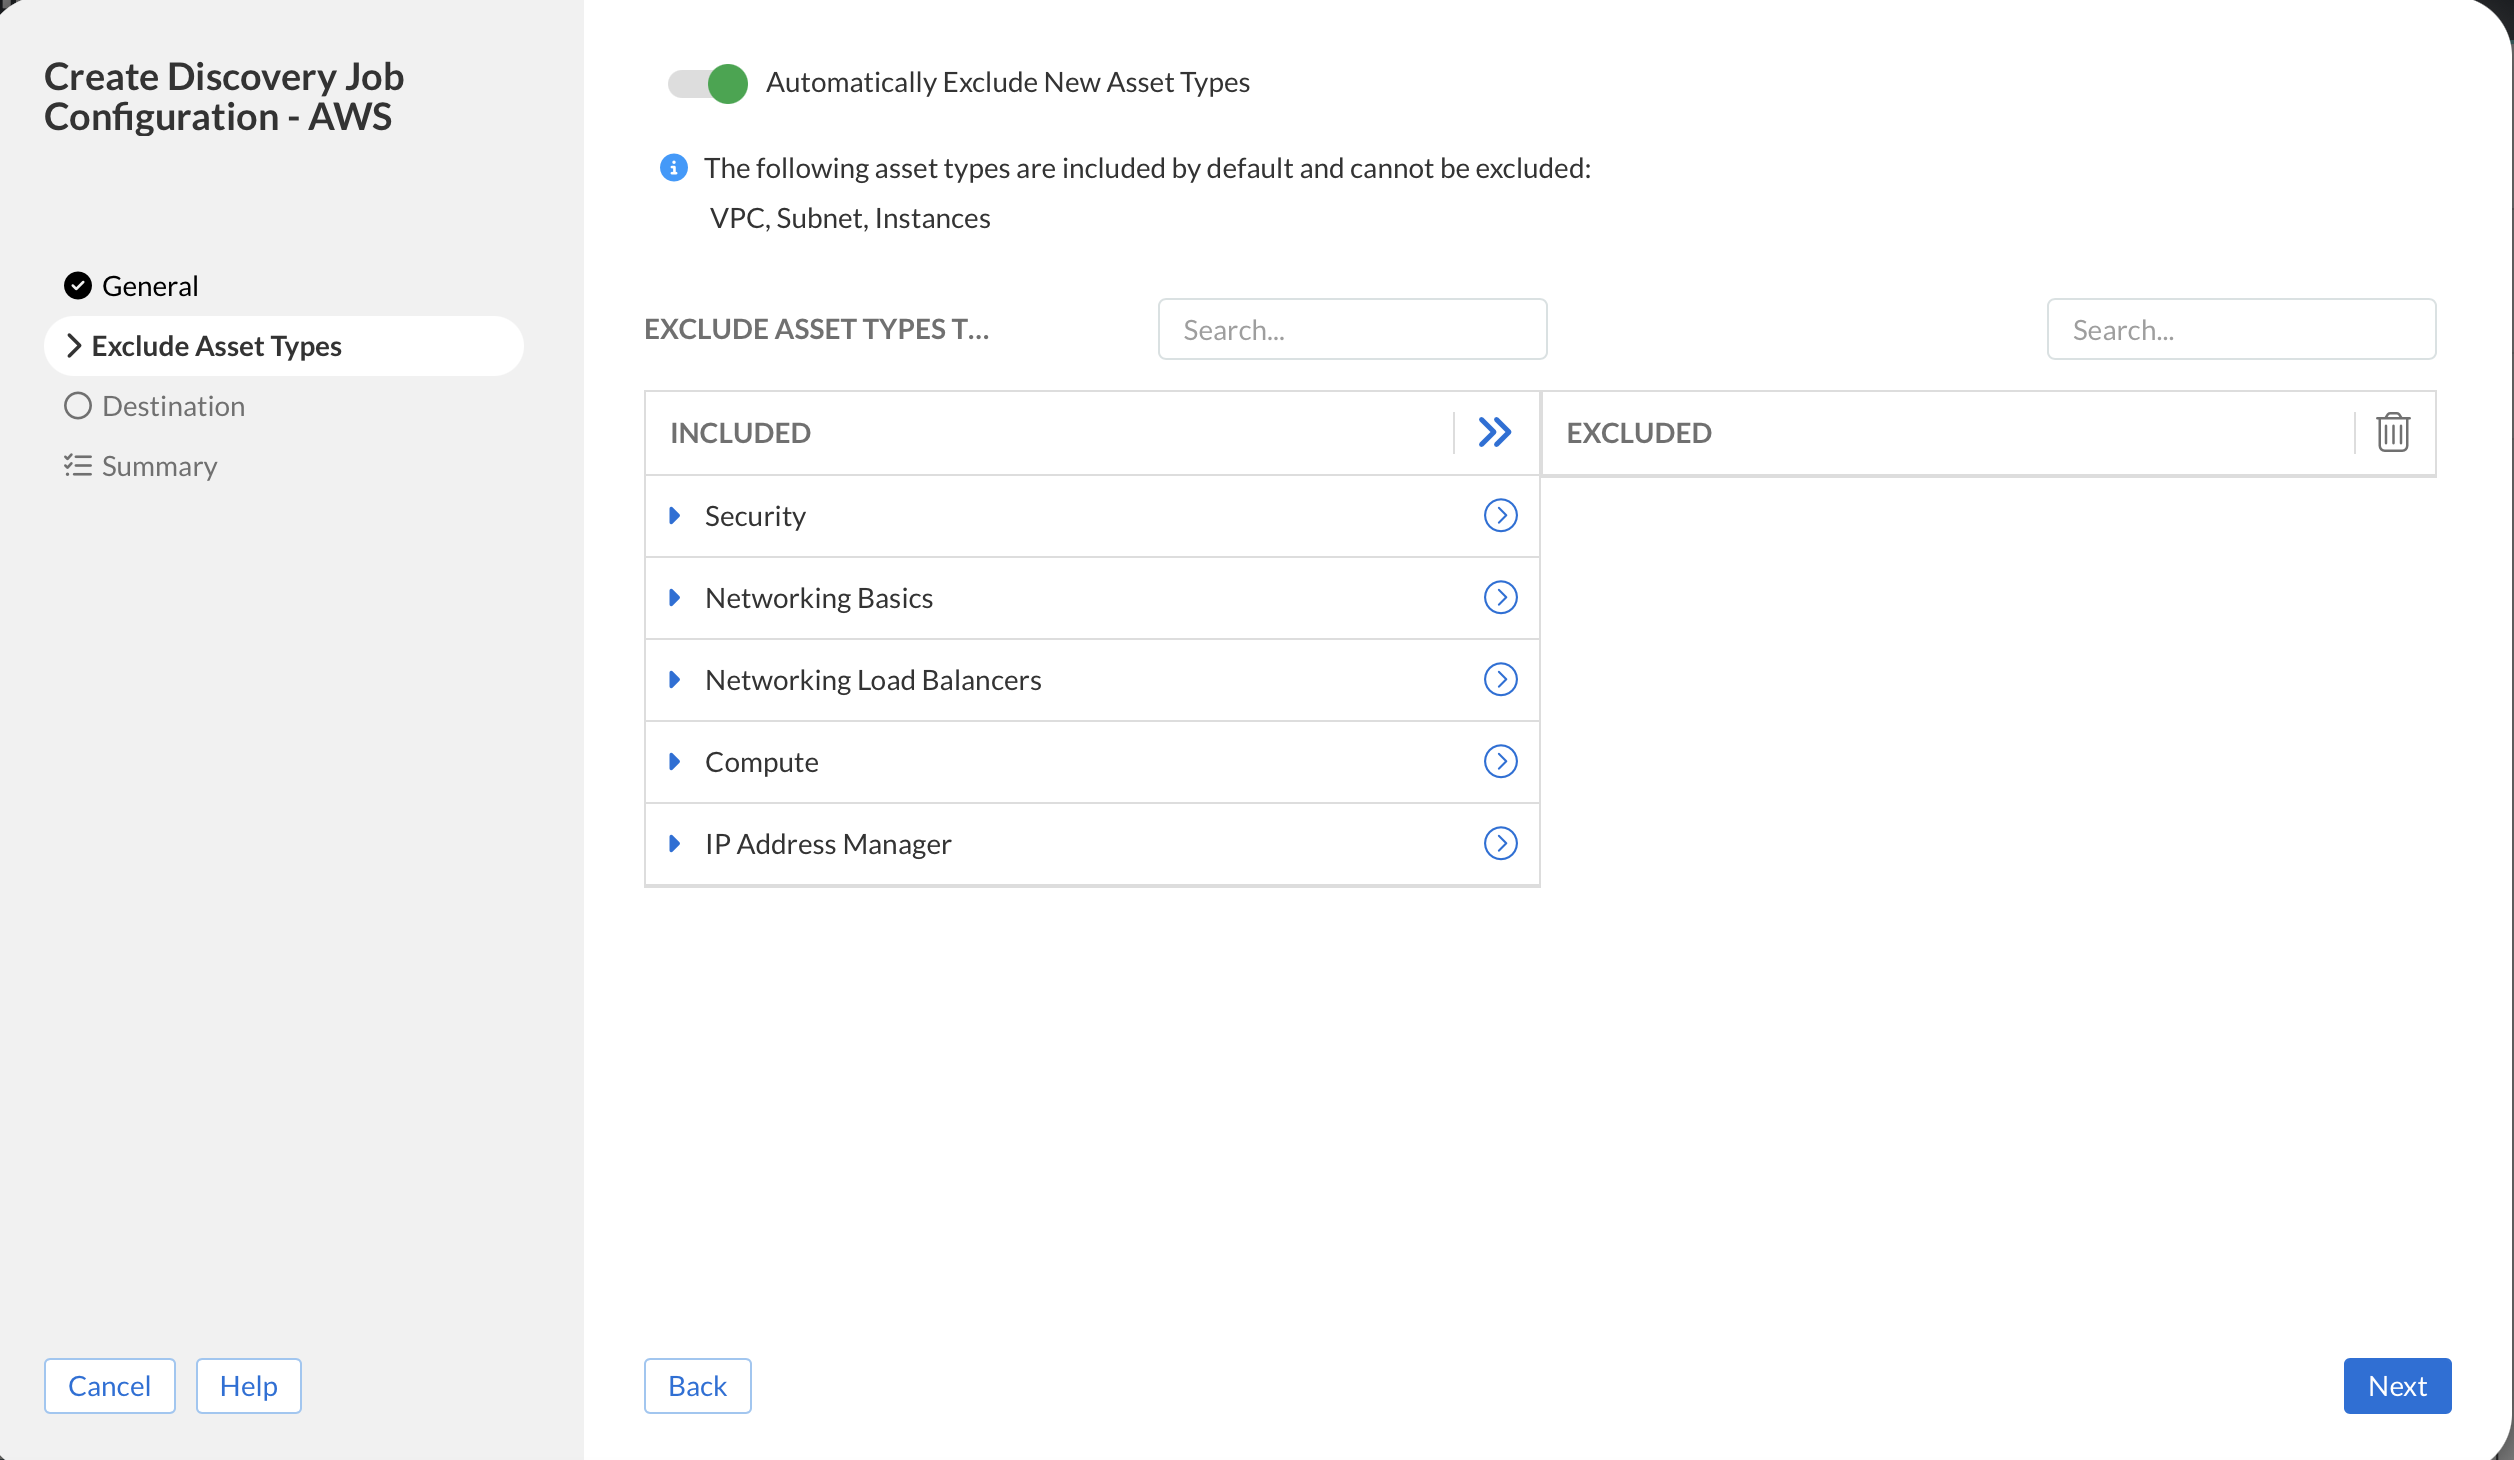 Create Discovery Job
Configuration - AWS
General
Exclude Asset Types
Destination
Summary
Cancel
Help
Automatically Exclude New Asset Types
The following asset types are included by default and cannot be excluded:
VPC, Subnet, Instances
EXCLUDE ASSET TYPES T...
Search...
Search...
INCLUDED
EXCLUDED
Security
Networking Basics
Networking Load Balancers
Compute
IP Address Manager
Back
Next